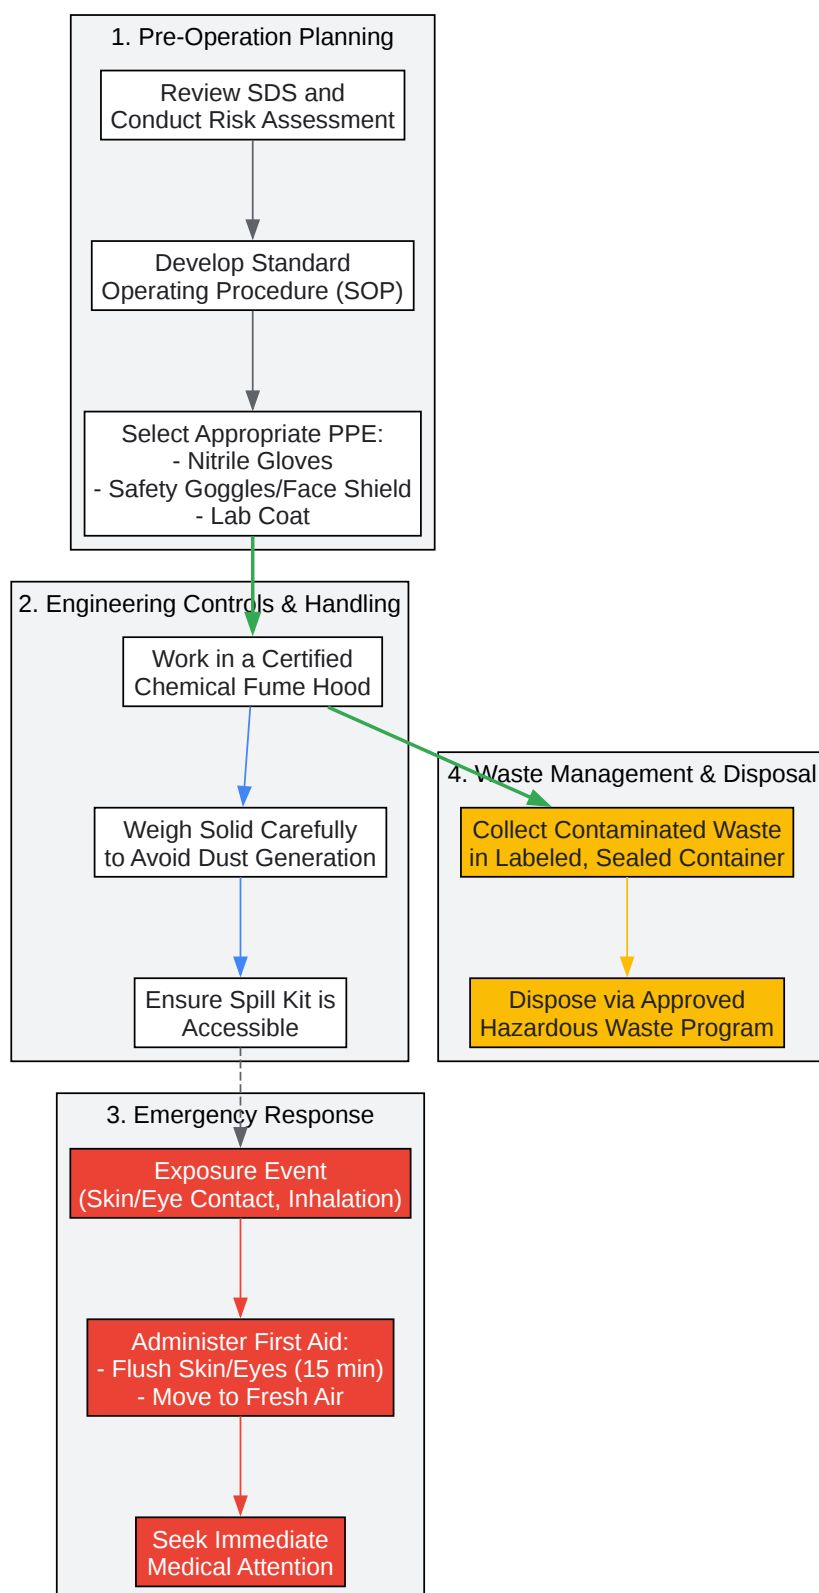 1. Pre-Operation Planning
Review SDS and
Conduct Risk Assessment
Develop Standard
Operating Procedure (SOP)
Select Appropriate PPE:
- Nitrile Gloves
- Safety Goggles/Face Shield
- Lab Coat
2. Engineering Controls & Handling
Work in a Certified
Chemical Fume Hood
Weigh Solid Carefully
to Avoid Dust Generation
Ensure Spill Kit is
Accessible
4. Waste Management & Disposal
Collect Contaminated Waste
in Labeled, Sealed Container
Dispose via Approved
Hazardous Waste Program
3. Emergency Response
Exposure Event
(Skin/Eye Contact, Inhalation)
Administer First Aid:
- Flush Skin/Eyes (15 min)
- Move to Fresh Air
Seek Immediate
Medical Attention